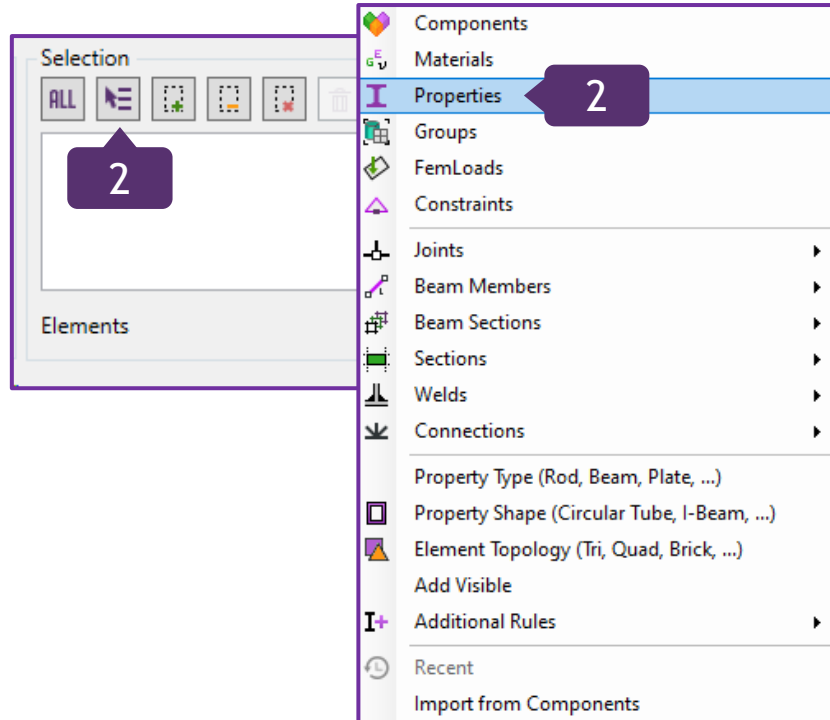 Selection
ALL
2
Elements
Components
G E ν
Materials
Properties
2
Groups
FemLoads
Constraints
Joints
Beam Members
Beam Sections
Sections
Welds
Connections
Property Type (Rod, Beam, Plate, ...)
Property Shape (Circular Tube, I-Beam, ...)
Element Topology (Tri, Quad, Brick, ...)
Add Visible
Additional Rules
Recent
Import from Components